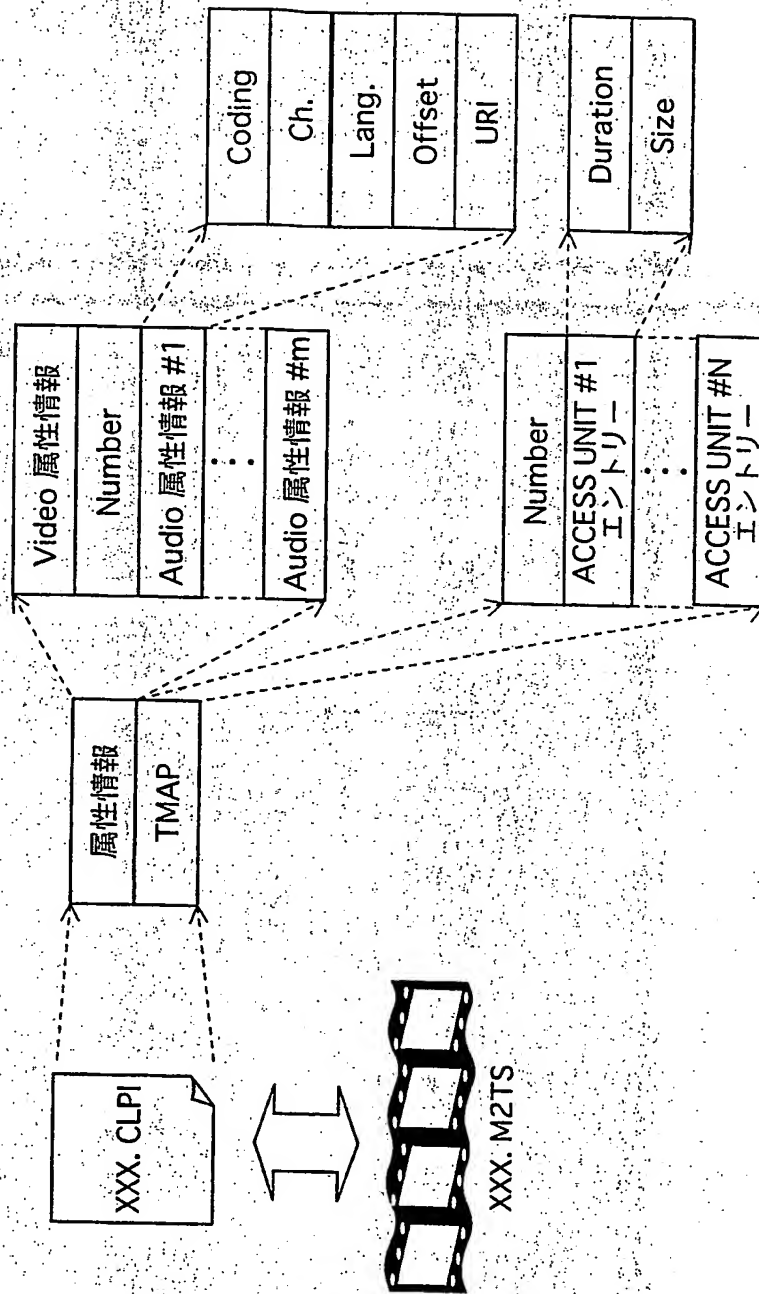 XXX. CLPI
XXX. M2TS
属性情報
TMAP
Video 属性情報
Number
Audio 属性情報 #1
・・・
Audio 属性情報 #m
Number
ACCESS UNIT #1
エントリー
・・・
ACCESS UNIT #N
エントリー
Coding
Ch.
Lang.
Offset
URI
Duration
Size